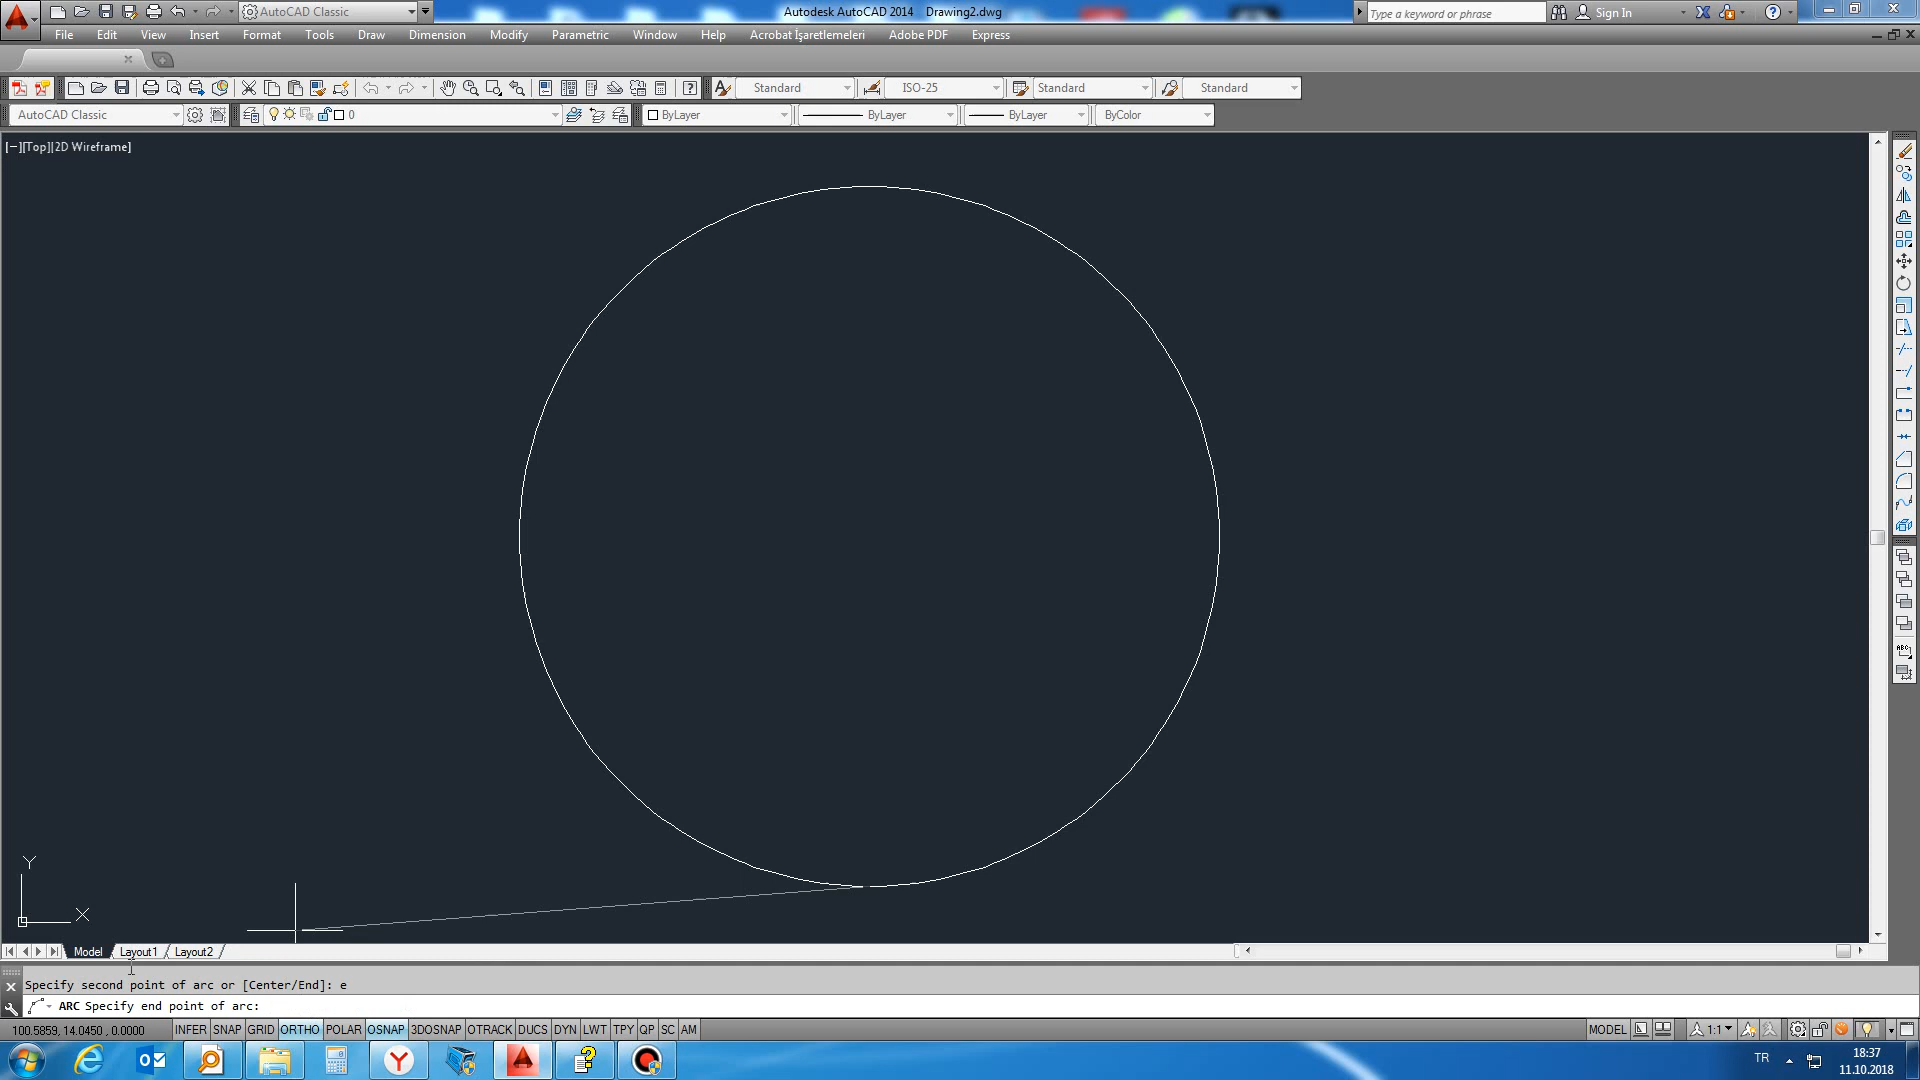 AutoCAD Classic
Autodesk AutoCAD 2014 Drawing2.dwg
Type a keyword or phrase
Sign In
File Edit View Insert Format Tools Draw Dimension Modify Parametric Window Help Acrobat İşaretlemeleri Adobe PDF Express
Standard ISO-25 Standard Standard
AutoCAD Classic 0 ByLayer ByLayer ByLayer ByColor
[−][Top][2D Wireframe]
Y
X
Model Layout1 Layout2
Specify second point of arc or [Center/End]: e
ARC Specify end point of arc:
100.5859, 14.0450 , 0.0000 INFER SNAP GRID ORTHO POLAR OSNAP 3DOSNAP OTRACK DUCS DYN LWT TPY QP SC AM MODEL 1:1
TR 18:37
11.10.2018